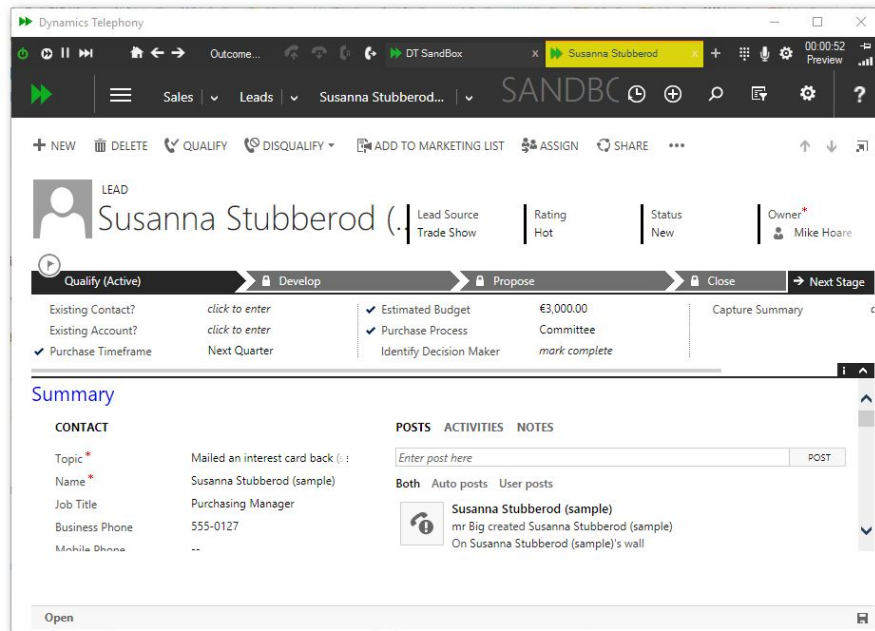 Dynamics Telephony
Outcome...
DT SandBox x
Susanna Stubberod x
+
00:00:52
Preview
Sales
Leads
Susanna Stubberod...
SANDBO
?
NEW
DELETE
QUALIFY
DISQUALIFY
ADD TO MARKETING LIST
ASSIGN
SHARE
•••
LEAD
Susanna Stubberod (..
Lead Source
Trade Show
Rating
Hot
Status
New
Owner*
Mike Hoare
Qualify (Active)
Develop
Propose
Close
Next Stage
Existing Contact? click to enter
Existing Account? click to enter
Purchase Timeframe Next Quarter
Estimated Budget €3,000.00
Purchase Process Committee
Identify Decision Maker mark complete
Capture Summary
Summary
CONTACT
Topic* Mailed an interest card back
Name* Susanna Stubberod (sample)
Job Title Purchasing Manager
Business Phone 555-0127
Mobile Phone --
POSTS ACTIVITIES NOTES
Enter post here POST
Both Auto posts User posts
Susanna Stubberod (sample)
mr Big created Susanna Stubberod (sample)
On Susanna Stubberod (sample)'s wall
Open